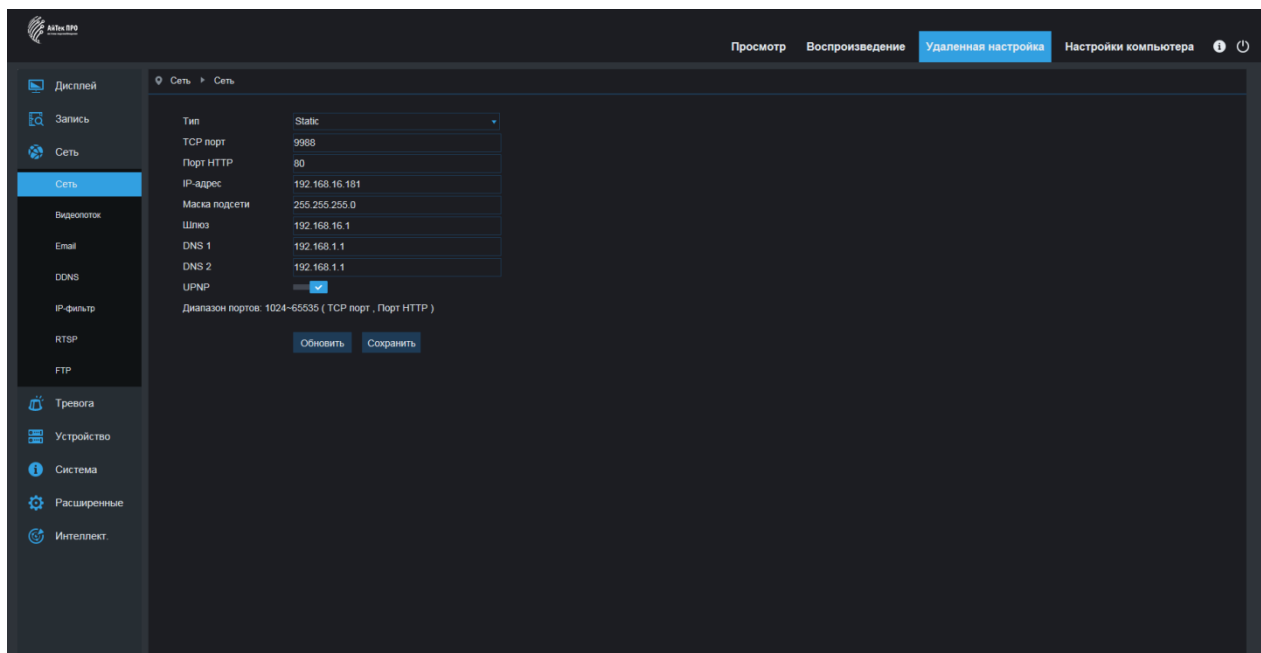 АйТек ПРО
Просмотр Воспроизведение Удаленная настройка Настройки компьютера
Дисплей
Запись
Сеть
Сеть
Видеопоток
Email
DDNS
IP-фильтр
RTSP
FTP
Тревога
Устройство
Система
Расширенные
Интеллект.
Сеть Сеть
Тип Static
TCP порт 9988
Порт HTTP 80
IP-адрес 192.168.16.181
Маска подсети 255.255.255.0
Шлюз 192.168.16.1
DNS 1 192.168.1.1
DNS 2 192.168.1.1
UPNP
Диапазон портов: 1024~65535 ( TCP порт , Порт HTTP )
Обновить Сохранить